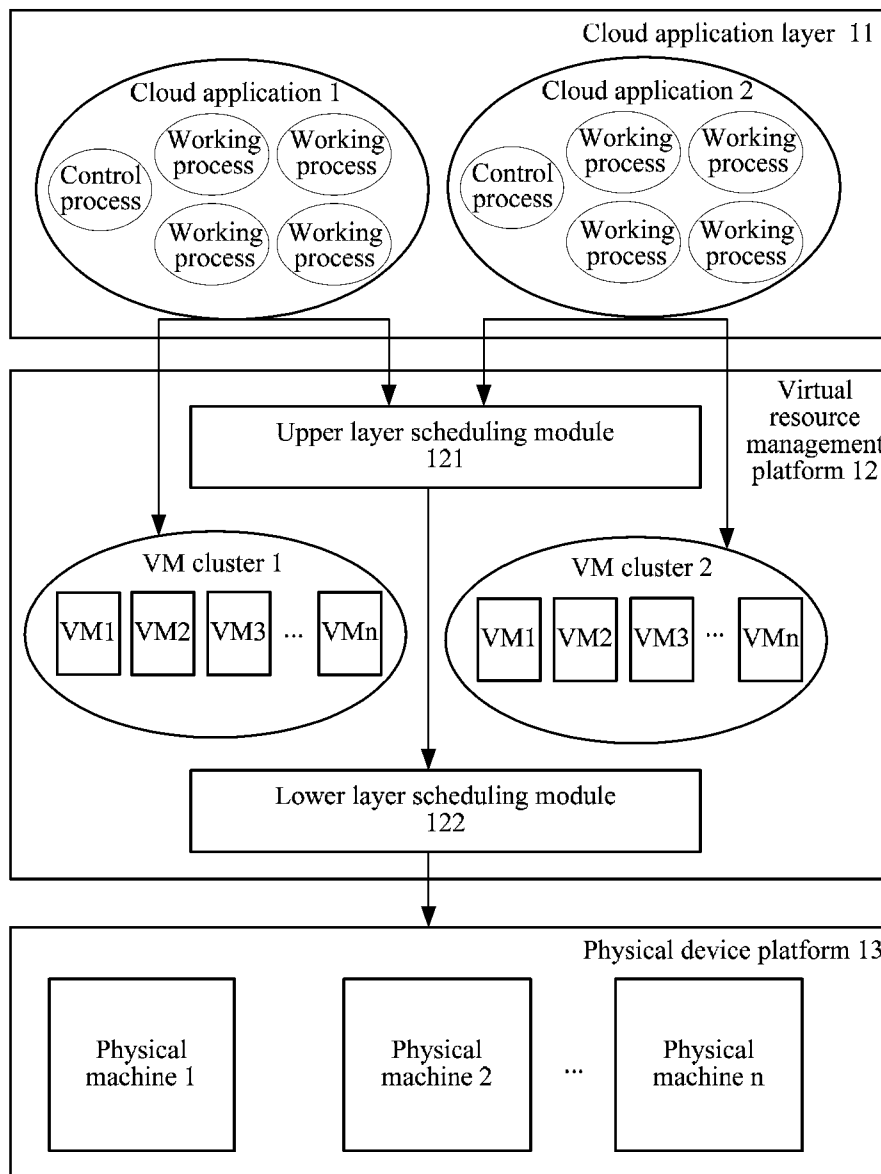 Cloud application layer 11
Cloud application 1
Control
process
Working
process
Working
process
Working
process
Working
process
Cloud application 2
Control
process
Working
process
Working
process
Working
process
Working
process
Virtual
resource
management
platform 12
Upper layer scheduling module
121
VM cluster 1
VM1 VM2 VM3 ... VMn
VM cluster 2
VM1 VM2 VM3 ... VMn
Lower layer scheduling module
122
Physical device platform 13
Physical
machine 1
Physical
machine 2
...
Physical
machine n